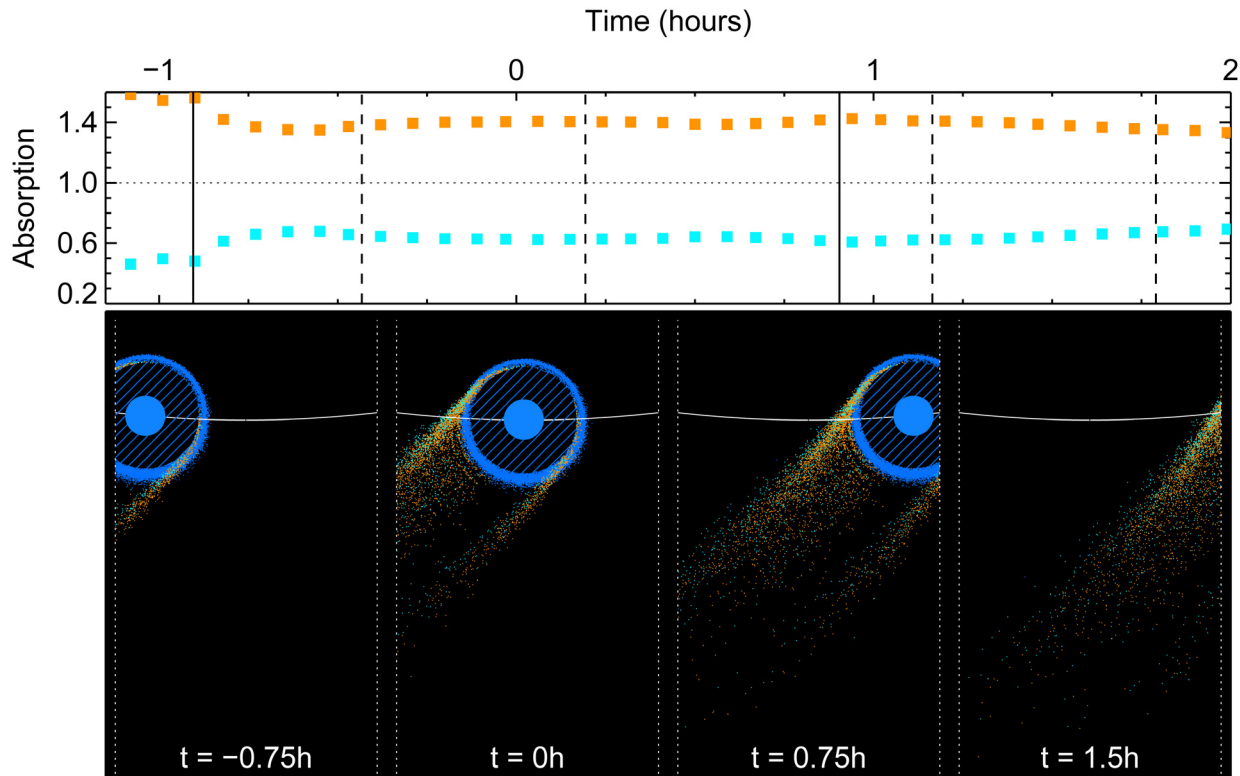 Time (hours)
−1 0 1 2
Absorption
1.4
1.0
0.6
0.2
t = −0.75h t = 0h t = 0.75h t = 1.5h